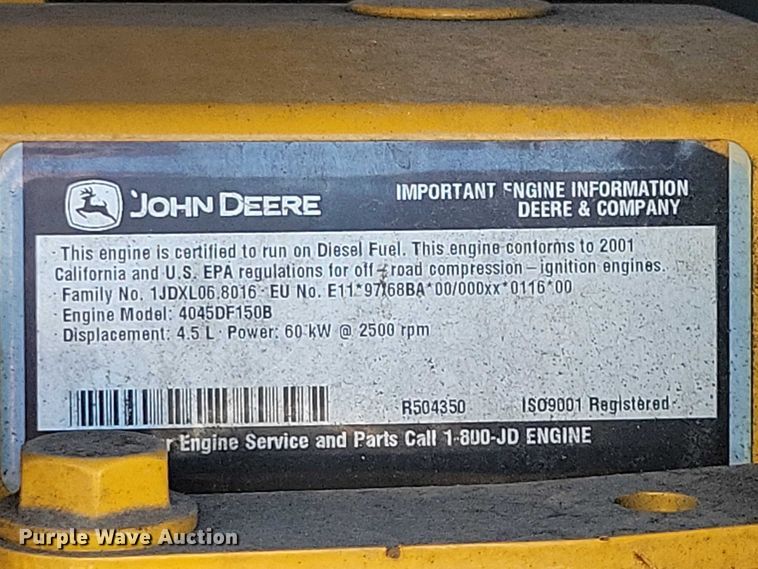 JOHN DEERE
IMPORTANT ENGINE INFORMATION
DEERE & COMPANY
· This engine is certified to run on Diesel Fuel. This engine conforms to 2001
California and U.S. EPA regulations for off-road compression – ignition engines.
· Family No. 1JDXL06.8016 · EU No. E11*97/68BA*00/000xx*0116*00
· Engine Model: 4045DF150B
Displacement: 4.5 L · Power: 60 kW @ 2500 rpm
R504350
ISO9001 Registered
Engine Service and Parts Call 1-800-JD ENGINE
Purple Wave Auction